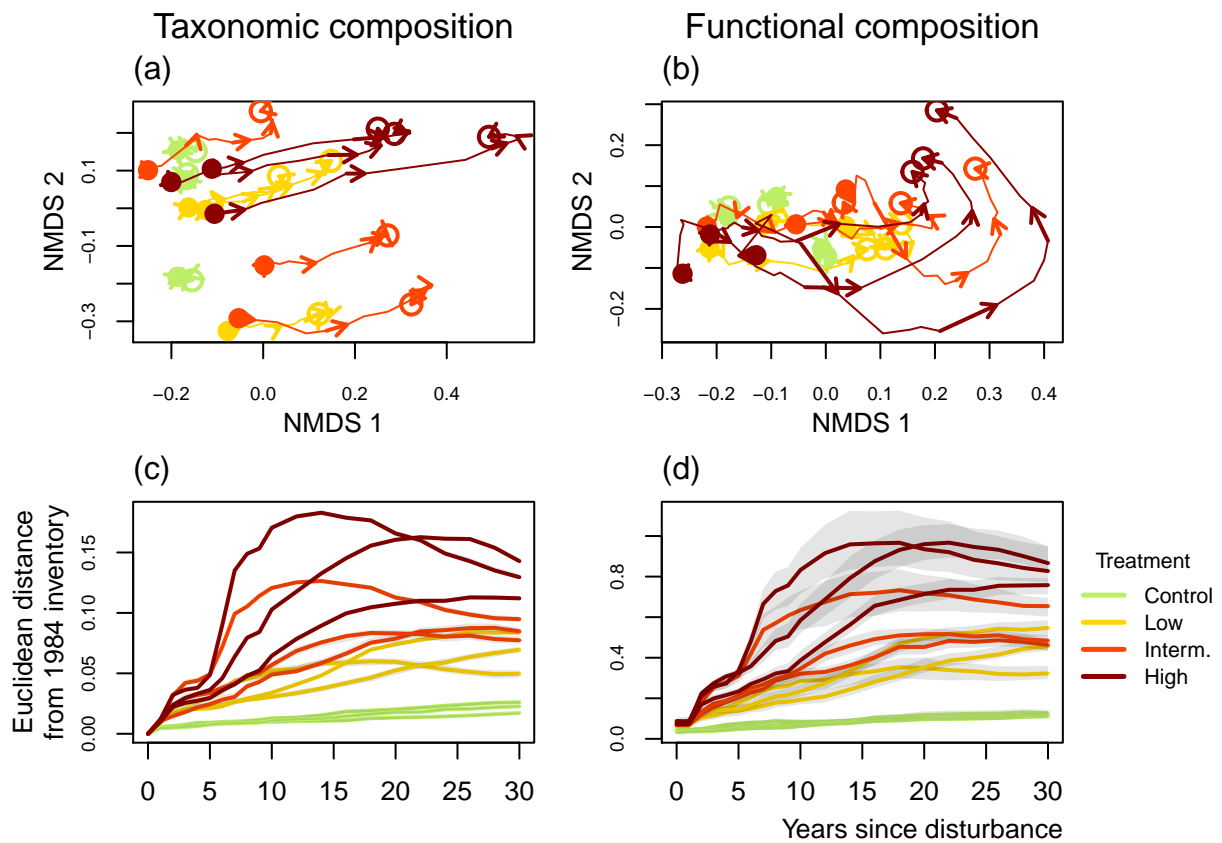 Taxonomic composition
Functional composition
(a)
(b)
NMDS 2
0.1
−0.1
−0.3
−0.2
0.0
0.2
0.4
NMDS 1
NMDS 2
0.2
0.0
−0.2
−0.3
−0.2
−0.1
0.0
0.1
0.2
0.3
0.4
NMDS 1
(c)
(d)
Euclidean distance
from 1984 inventory
0.15
0.10
0.05
0.00
0
5
10
15
20
25
30
0.8
0.4
0.0
0
5
10
15
20
25
30
Years since disturbance
Treatment
Control
Low
Interm.
High